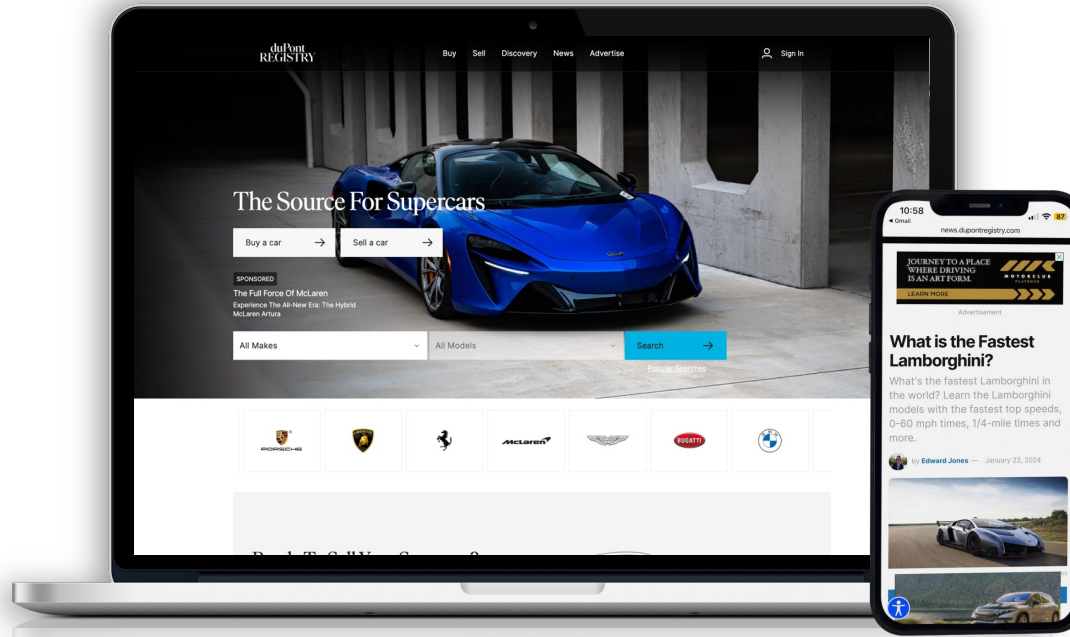 duPont
REGISTRY
Buy Sell Discovery News Advertise
Sign In
The Source For Supercars
Buy a car →
Sell a car →
SPONSORED
The Full Force Of McLaren
Experience The All-New Era: The Hybrid
McLaren Artura
All Makes
All Models
Search →
Popular Searches
PORSCHE
McLaren
BUGATTI
10:58
87
◂ Gmail
news.dupontregistry.com
JOURNEY TO A PLACE
WHERE DRIVING
IS AN ART FORM.
LEARN MORE
MOTORCLUB
Advertisement
What is the Fastest
Lamborghini?
What's the fastest Lamborghini in
the world? Learn the Lamborghini
models with the fastest top speeds,
0-60 mph times, 1/4-mile times and
more.
by Edward Jones — January 22, 2024